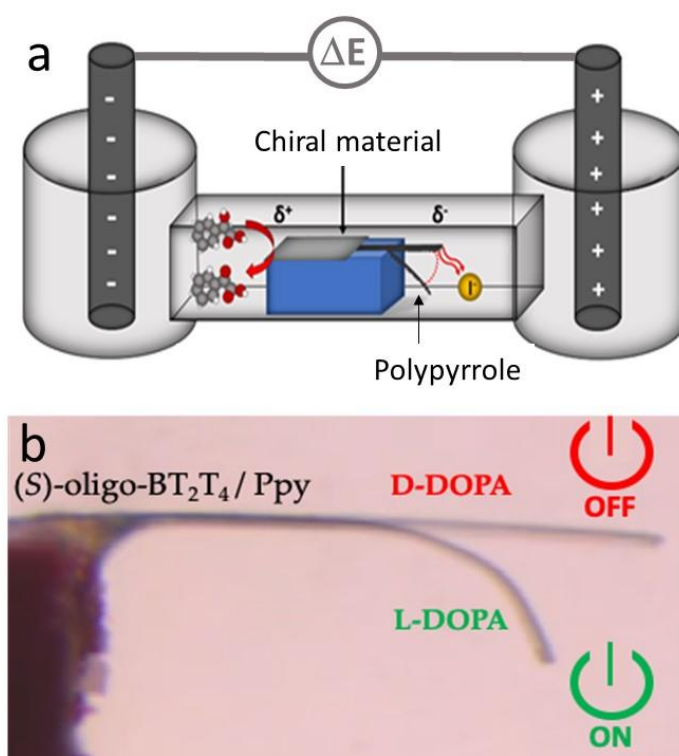 a
ΔE
- +
- +
- +
- +
- +
- +
Chiral material
δ⁺ δ⁻
I⁻
Polypyrrole
b
(S)-oligo-BT₂T₄ / Ppy
D-DOPA
OFF
L-DOPA
ON